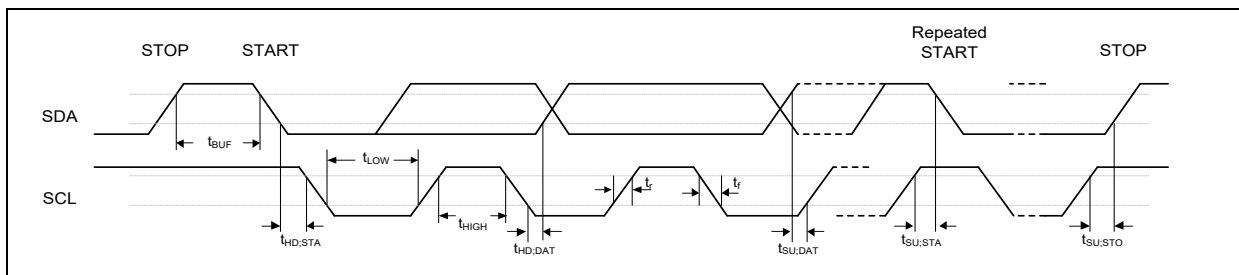 STOP START Repeated START STOP
SDA
tBUF
tLOW
SCL
tr tf
tHD;STA tHIGH tHD;DAT tSU;DAT tSU;STA tSU;STO